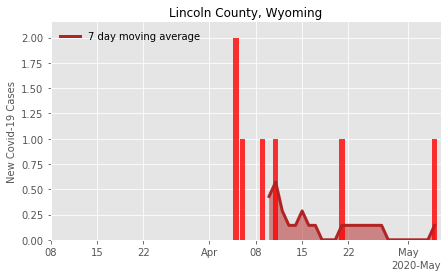 Lincoln County, Wyoming
7 day moving average
New Covid-19 Cases
2.00
1.75
1.50
1.25
1.00
0.75
0.50
0.25
0.00
08 15 22 Apr 08 15 22 May
2020-May